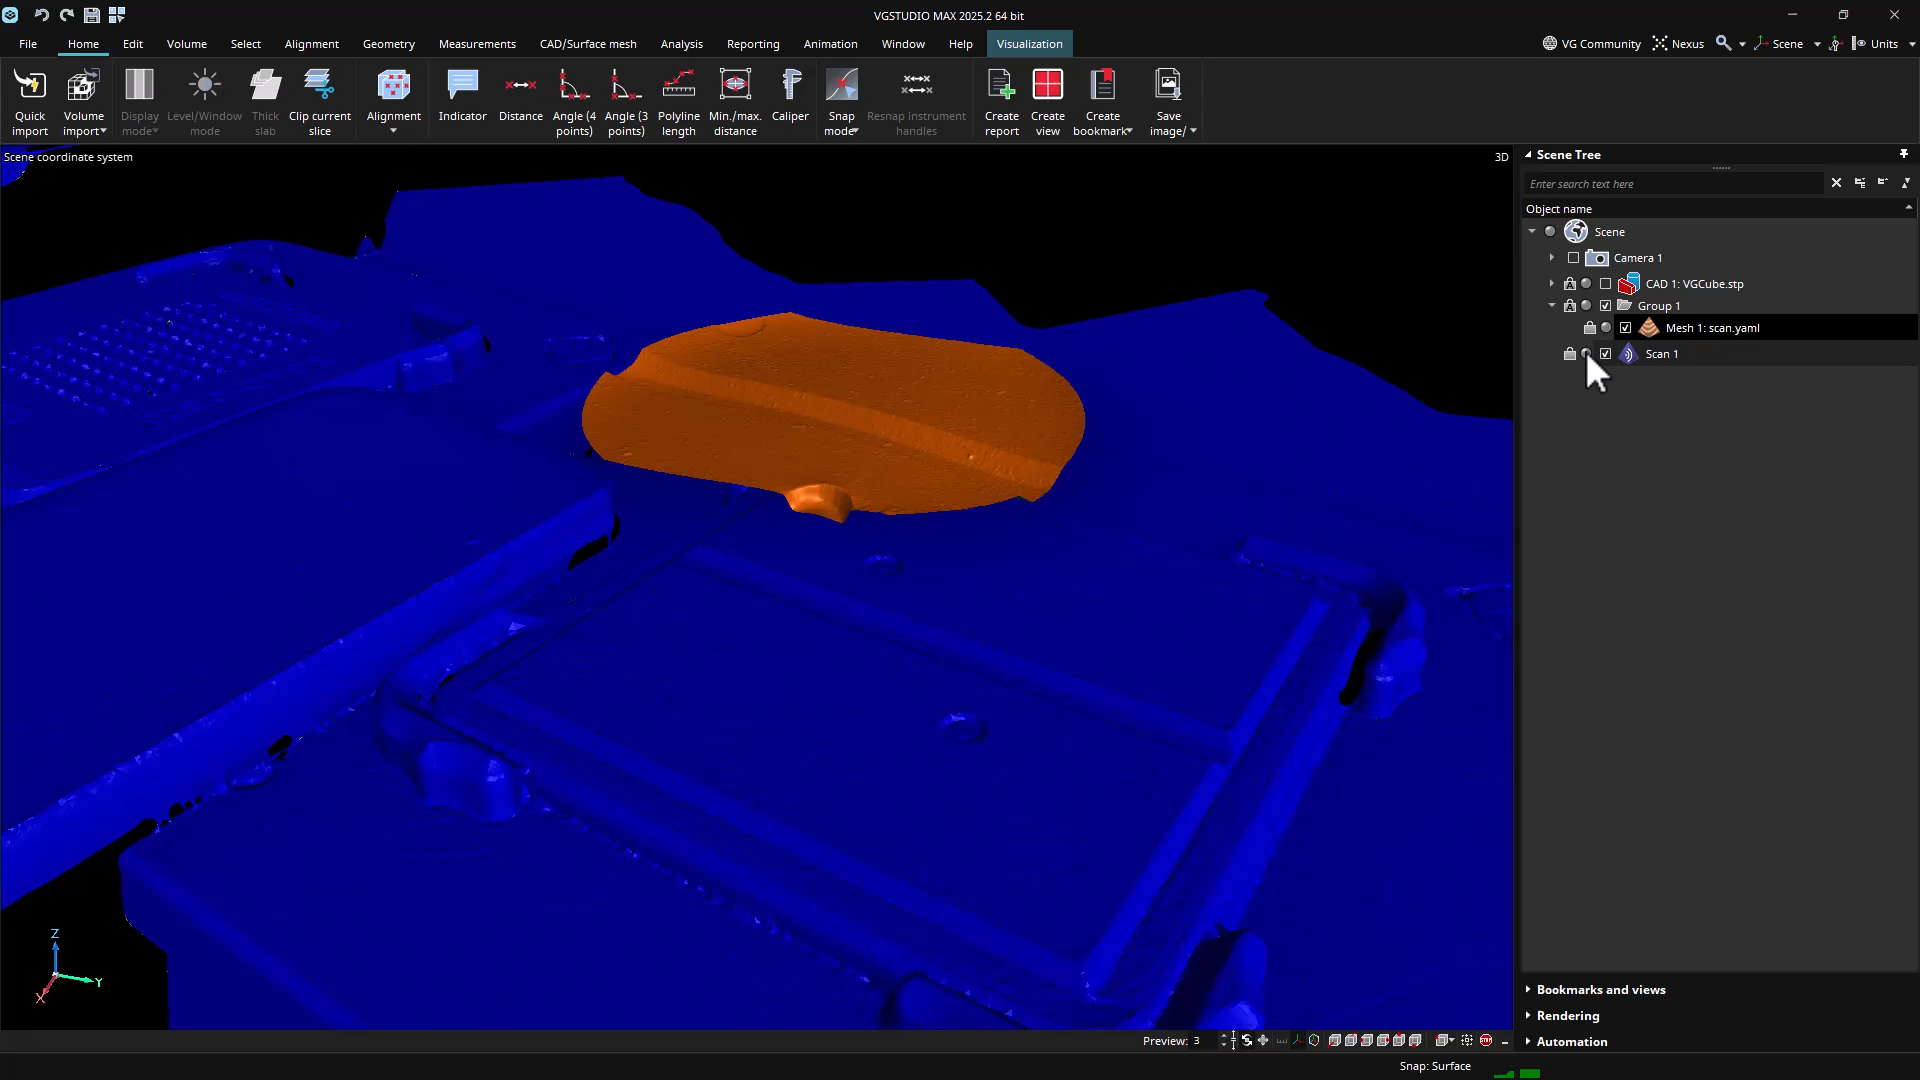 VGSTUDIO MAX 2025.2 64 bit
File Home Edit Volume Select Alignment Geometry Measurements CAD/Surface mesh Analysis Reporting Animation Window Help Visualization VG Community Nexus Scene Units
Quick import
Volume import
Display mode
Level/Window mode
Thick slab
Clip current slice
Alignment
Indicator
Distance
Angle (4 points)
Angle (3 points)
Polyline length
Min./max. distance
Caliper
Snap mode
Resnap instrument handles
Create report
Create view
Create bookmark
Save image/
Scene coordinate system
3D
Scene Tree
Enter search text here
Object name
Scene
Camera 1
CAD 1: VGCube.stp
Group 1
Mesh 1: scan.yaml
Scan 1
Z
Y
X
Bookmarks and views
Rendering
Automation
Preview: 3
Snap: Surface